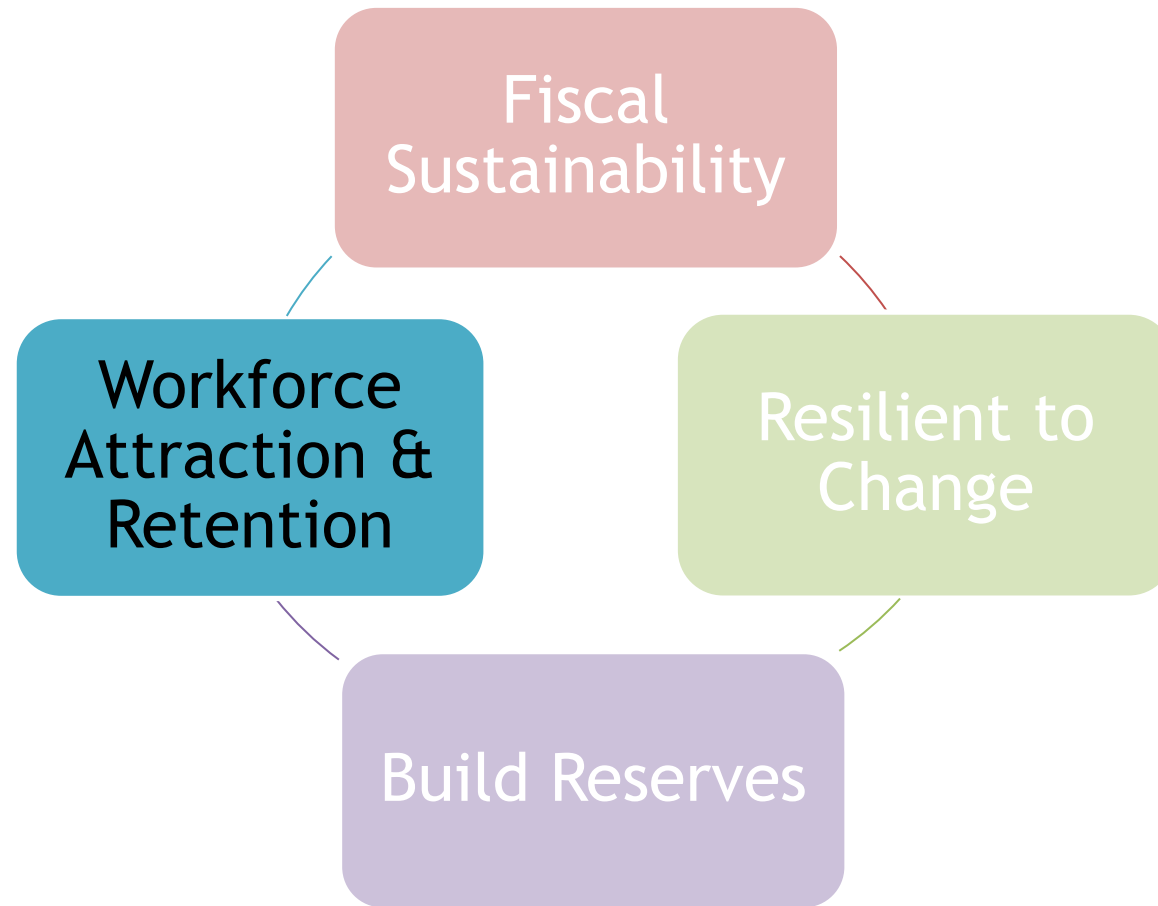 Fiscal
Sustainability
Workforce
Attraction &
Retention
Resilient to
Change
Build Reserves